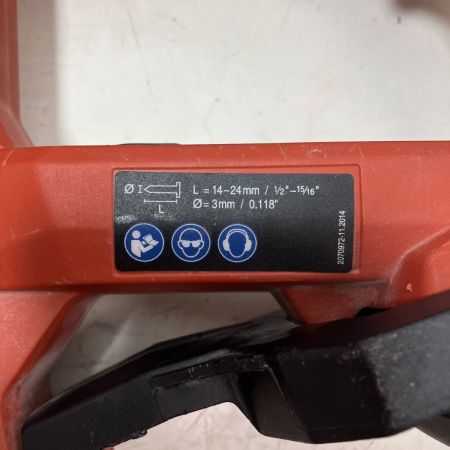 Ø I L = 14–24mm / 1/2"–15/16"
L Ø = 3mm / 0.118"
2070972-11.2014